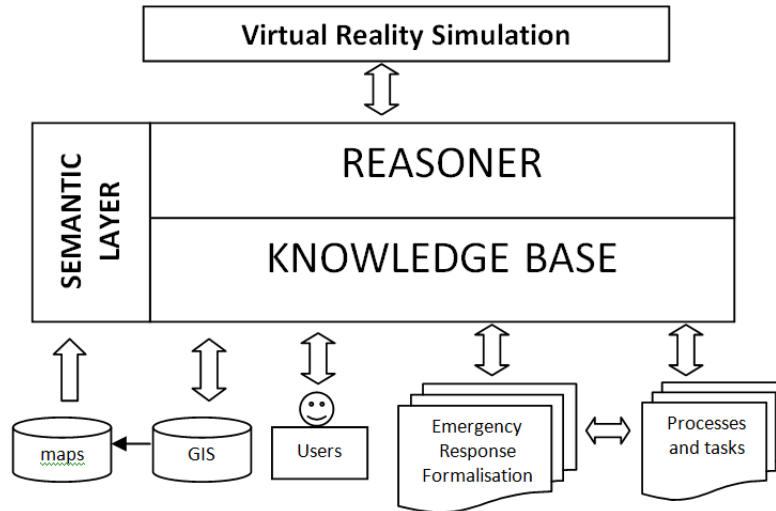 Virtual Reality Simulation
SEMANTIC
LAYER
REASONER
KNOWLEDGE BASE
maps
GIS
Users
Emergency
Response
Formalisation
Processes
and tasks